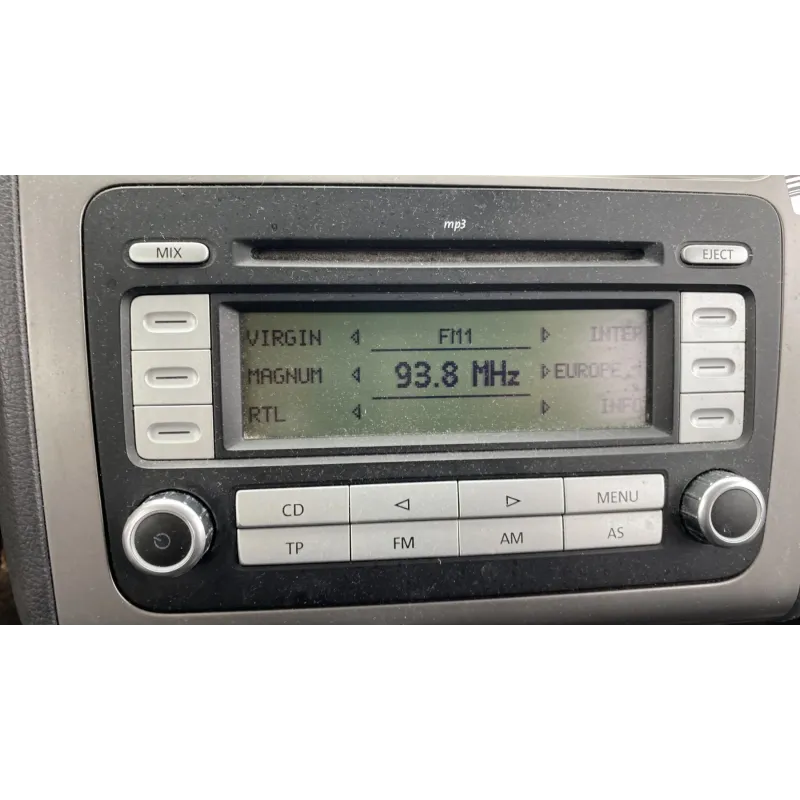 mp3
MIX EJECT
VIRGIN FM1 INTER
MAGNUM 93.8 MHz EUROPE
RTL INFO
CD MENU
TP FM AM AS